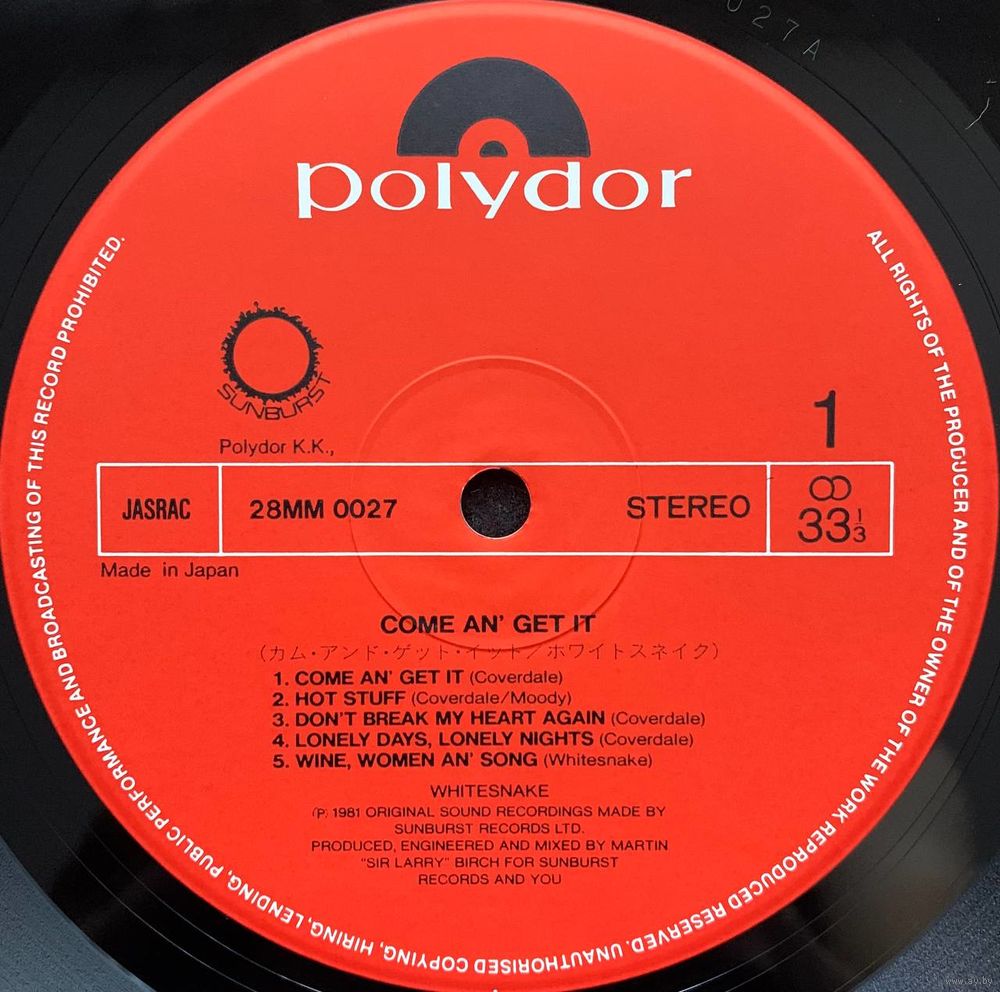 027A
polydor
SUNBURST
Polydor K.K.,
1
JASRAC
28MM 0027
STEREO
33 1/3
Made in Japan
COME AN' GET IT
(カム・アンド・ゲット・イット/ホワイトスネイク)
1. COME AN' GET IT (Coverdale)
2. HOT STUFF (Coverdale/Moody)
3. DON'T BREAK MY HEART AGAIN (Coverdale)
4. LONELY DAYS, LONELY NIGHTS (Coverdale)
5. WINE, WOMEN AN' SONG (Whitesnake)
WHITESNAKE
℗ 1981 ORIGINAL SOUND RECORDINGS MADE BY
SUNBURST RECORDS LTD.
PRODUCED, ENGINEERED AND MIXED BY MARTIN
"SIR LARRY" BIRCH FOR SUNBURST
RECORDS AND YOU
ALL RIGHTS OF THE PRODUCER AND OF THE OWNER OF THE WORK REPRODUCED RESERVED. UNAUTHORISED COPYING, HIRING, LENDING, PUBLIC PERFORMANCE AND BROADCASTING OF THIS RECORD PROHIBITED.
www.ay.by